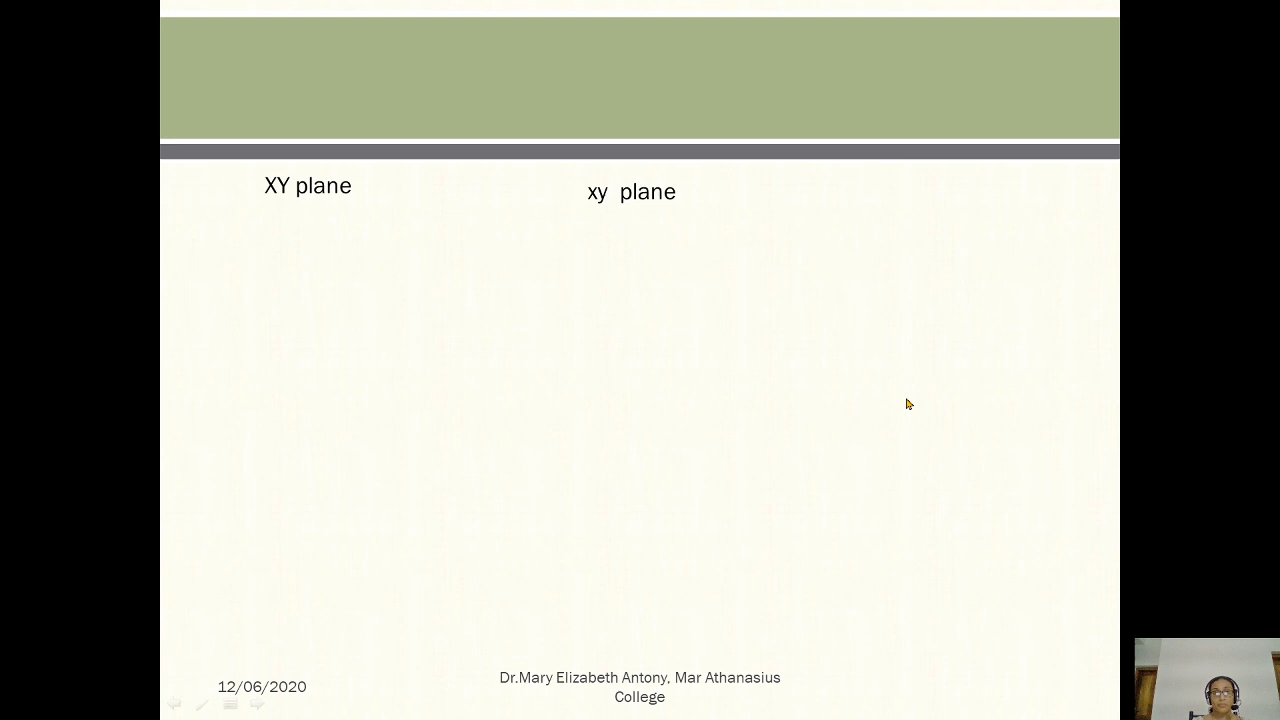 XY plane
xy plane
12/06/2020
Dr.Mary Elizabeth Antony, Mar Athanasius
College